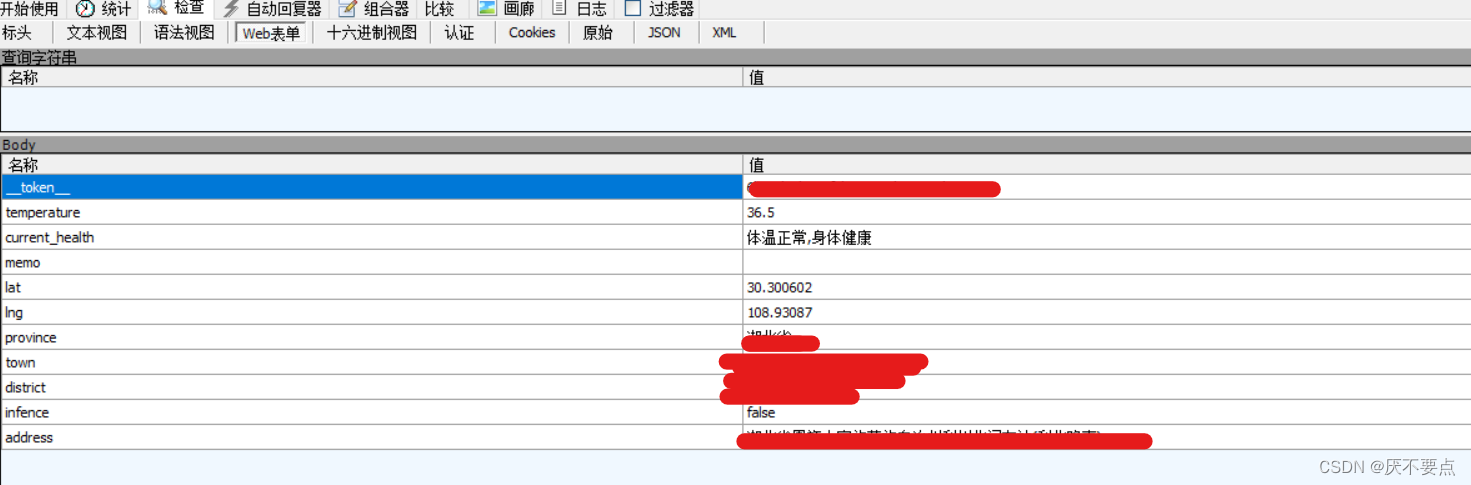 开始使用 统计 检查 自动回复器 组合器 比较 画廊 日志 过滤器
标头 文本视图 语法视图 Web表单 十六进制视图 认证 Cookies 原始 JSON XML
查询字符串
名称 值
Body
名称 值
__token__
temperature 36.5
current_health 体温正常,身体健康
memo
lat 30.300602
lng 108.93087
province
town
district
infence false
address
CSDN @厌不要点